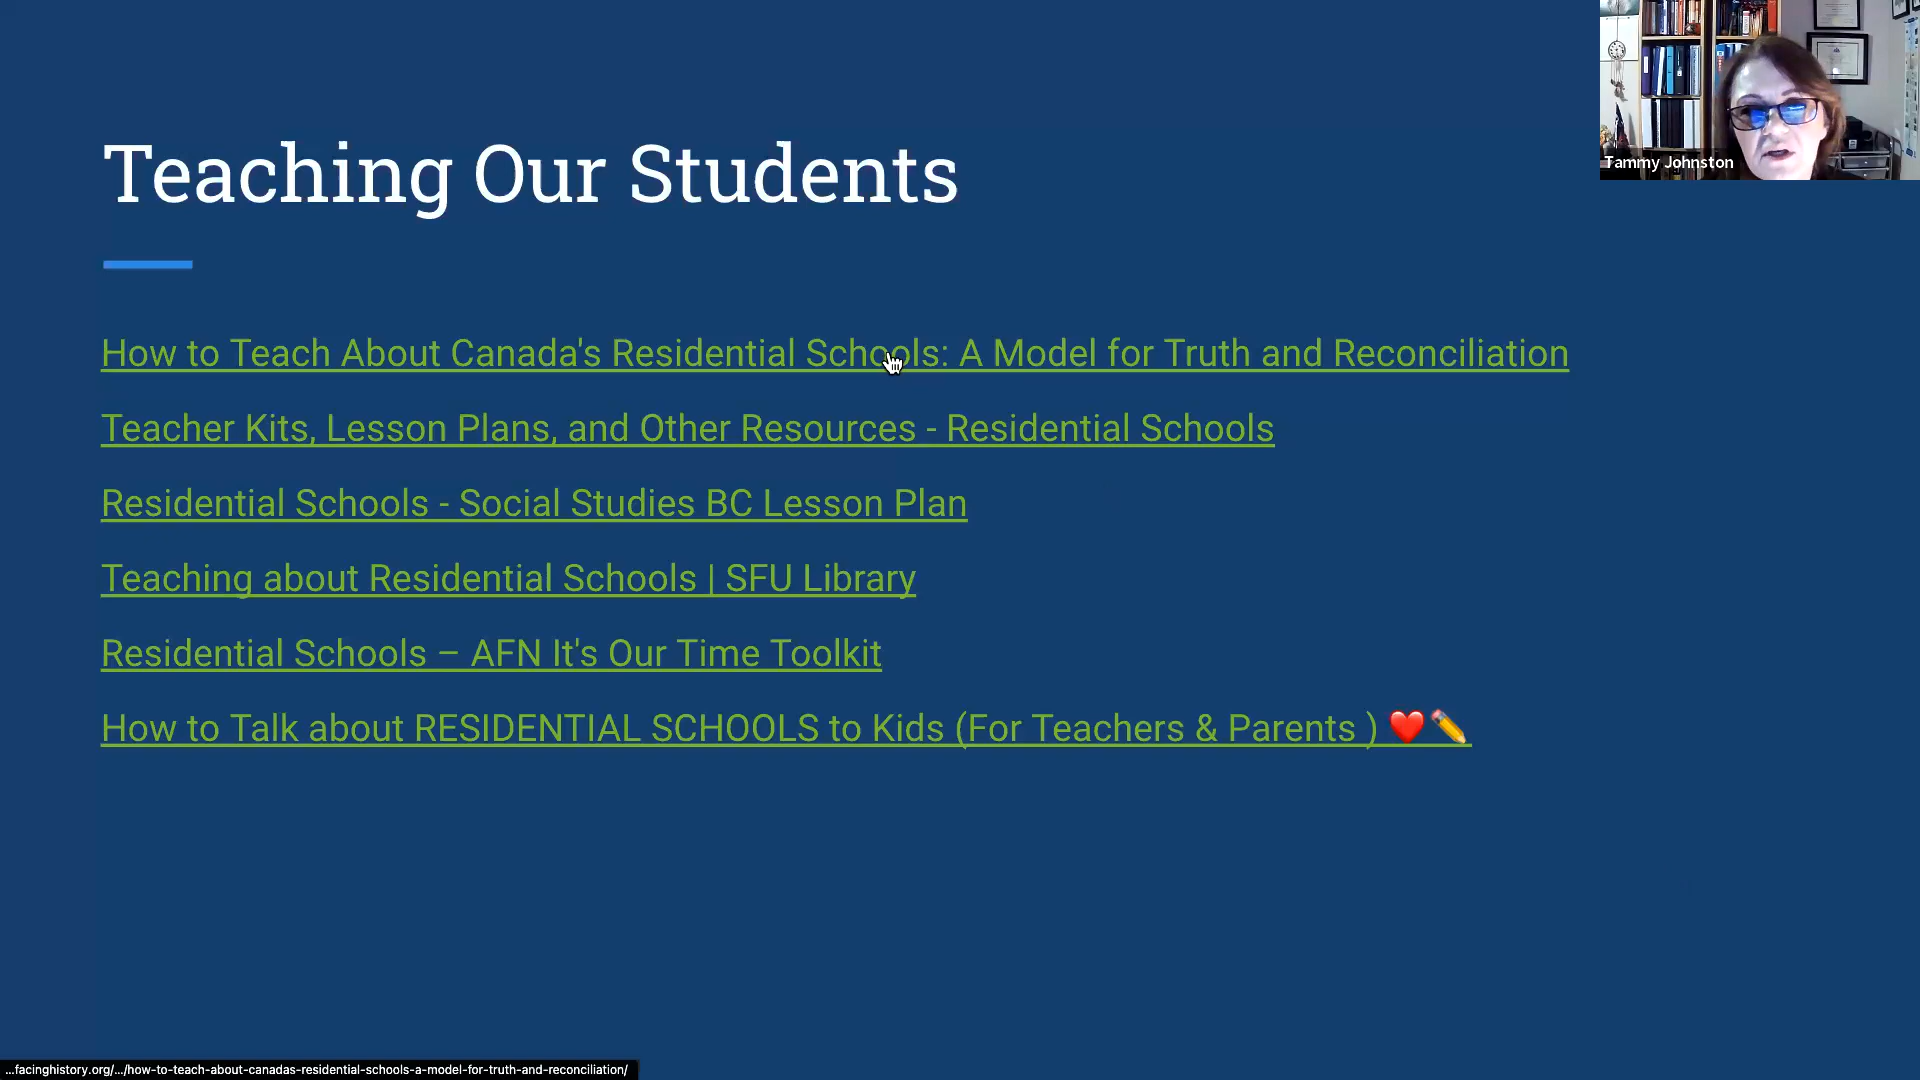 Tammy Johnston
Teaching Our Students
How to Teach About Canada's Residential Schools: A Model for Truth and Reconciliation
Teacher Kits, Lesson Plans, and Other Resources - Residential Schools
Residential Schools - Social Studies BC Lesson Plan
Teaching about Residential Schools | SFU Library
Residential Schools – AFN It's Our Time Toolkit
How to Talk about RESIDENTIAL SCHOOLS to Kids (For Teachers & Parents ) ❤️✏️
...facinghistory.org/.../how-to-teach-about-canadas-residential-schools-a-model-for-truth-and-reconciliation/